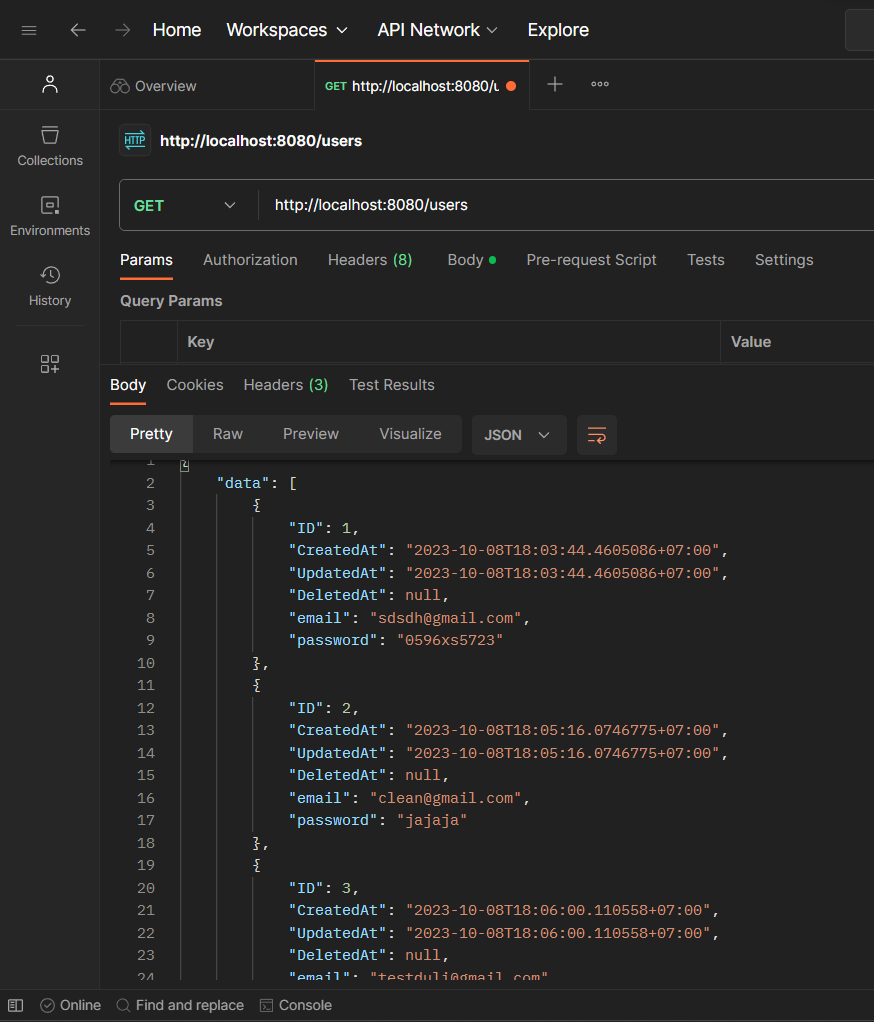 Home Workspaces API Network Explore
Overview GET http://localhost:8080/u
HTTP http://localhost:8080/users
Collections
Environments
History
GET http://localhost:8080/users
Params Authorization Headers (8) Body Pre-request Script Tests Settings
Query Params
Key Value
Body Cookies Headers (3) Test Results
Pretty Raw Preview Visualize JSON
1 {
2 "data": [
3 {
4 "ID": 1,
5 "CreatedAt": "2023-10-08T18:03:44.4605086+07:00",
6 "UpdatedAt": "2023-10-08T18:03:44.4605086+07:00",
7 "DeletedAt": null,
8 "email": "sdsdh@gmail.com",
9 "password": "0596xs5723"
10 },
11 {
12 "ID": 2,
13 "CreatedAt": "2023-10-08T18:05:16.0746775+07:00",
14 "UpdatedAt": "2023-10-08T18:05:16.0746775+07:00",
15 "DeletedAt": null,
16 "email": "clean@gmail.com",
17 "password": "jajaja"
18 },
19 {
20 "ID": 3,
21 "CreatedAt": "2023-10-08T18:06:00.110558+07:00",
22 "UpdatedAt": "2023-10-08T18:06:00.110558+07:00",
23 "DeletedAt": null,
24 "email":
Online Find and replace Console